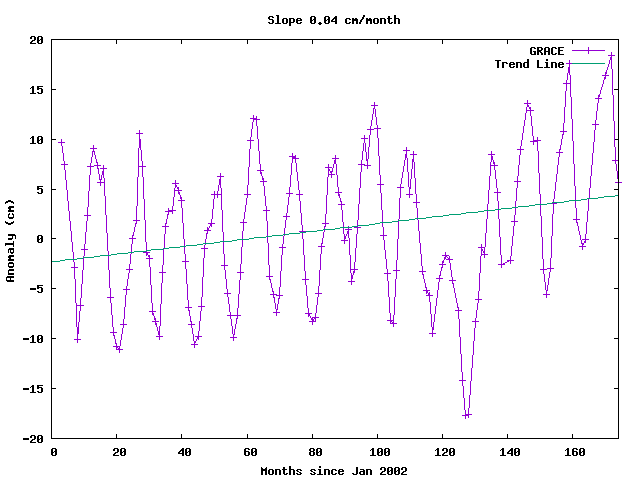 Slope 0.04 cm/month
GRACE
Trend Line
20
15
10
5
0
-5
-10
-15
-20
Anomaly (cm)
0 20 40 60 80 100 120 140 160
Months since Jan 2002